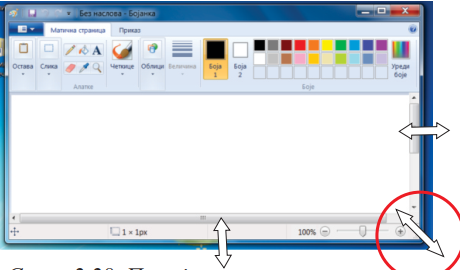 Без наслова - Бојанка
Матична страница Приказ
Остава Слика Четкице Облици Величина Боја 1 Боја 2 Уреди боје
Алатке Боје
1 × 1px 100%